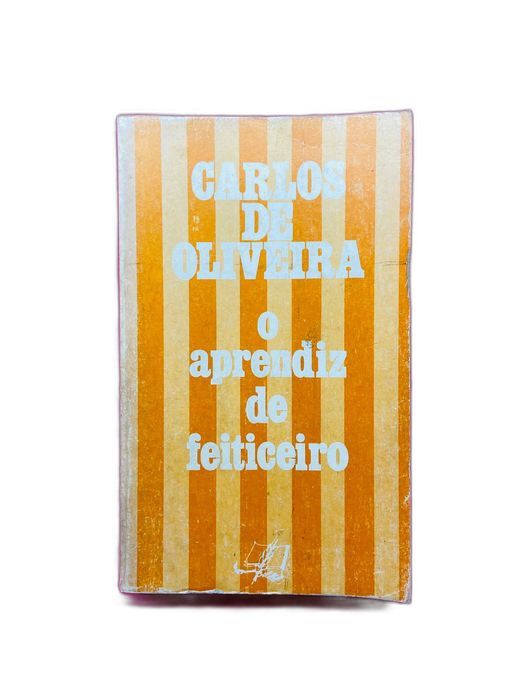 CARLOS
DE
OLIVEIRA
o
aprendiz
de
feiticeiro